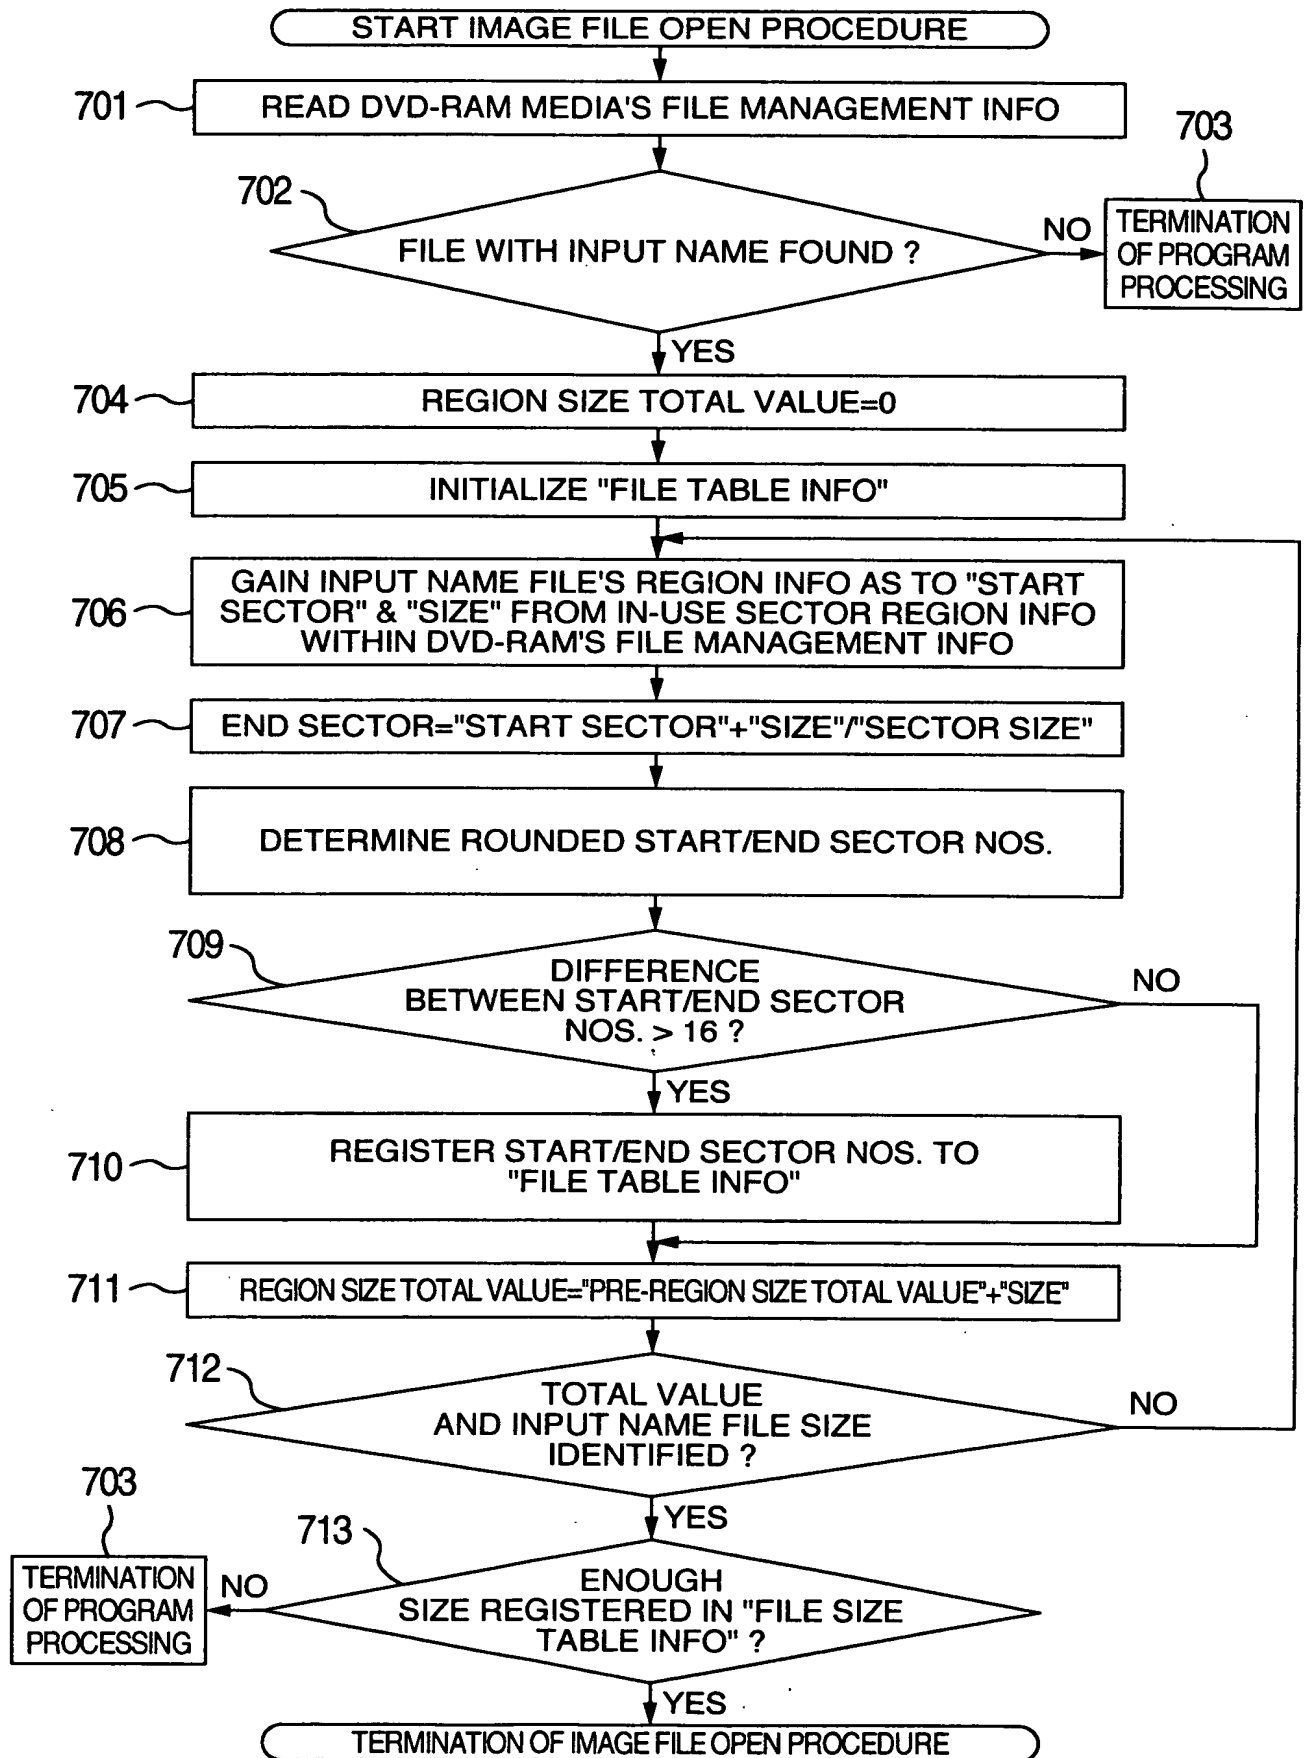 START IMAGE FILE OPEN PROCEDURE
701
READ DVD-RAM MEDIA'S FILE MANAGEMENT INFO
703
702
FILE WITH INPUT NAME FOUND ?
NO
TERMINATION
OF PROGRAM
PROCESSING
YES
704
REGION SIZE TOTAL VALUE=0
705
INITIALIZE "FILE TABLE INFO"
706
GAIN INPUT NAME FILE'S REGION INFO AS TO "START
SECTOR" & "SIZE" FROM IN-USE SECTOR REGION INFO
WITHIN DVD-RAM'S FILE MANAGEMENT INFO
707
END SECTOR="START SECTOR"+"SIZE"/"SECTOR SIZE"
708
DETERMINE ROUNDED START/END SECTOR NOS.
709
DIFFERENCE
BETWEEN START/END SECTOR
NOS. > 16 ?
NO
YES
710
REGISTER START/END SECTOR NOS. TO
"FILE TABLE INFO"
711
REGION SIZE TOTAL VALUE="PRE-REGION SIZE TOTAL VALUE"+"SIZE"
712
TOTAL VALUE
AND INPUT NAME FILE SIZE
IDENTIFIED ?
NO
YES
703
713
TERMINATION
OF PROGRAM
PROCESSING
NO
ENOUGH
SIZE REGISTERED IN "FILE SIZE
TABLE INFO" ?
YES
TERMINATION OF IMAGE FILE OPEN PROCEDURE